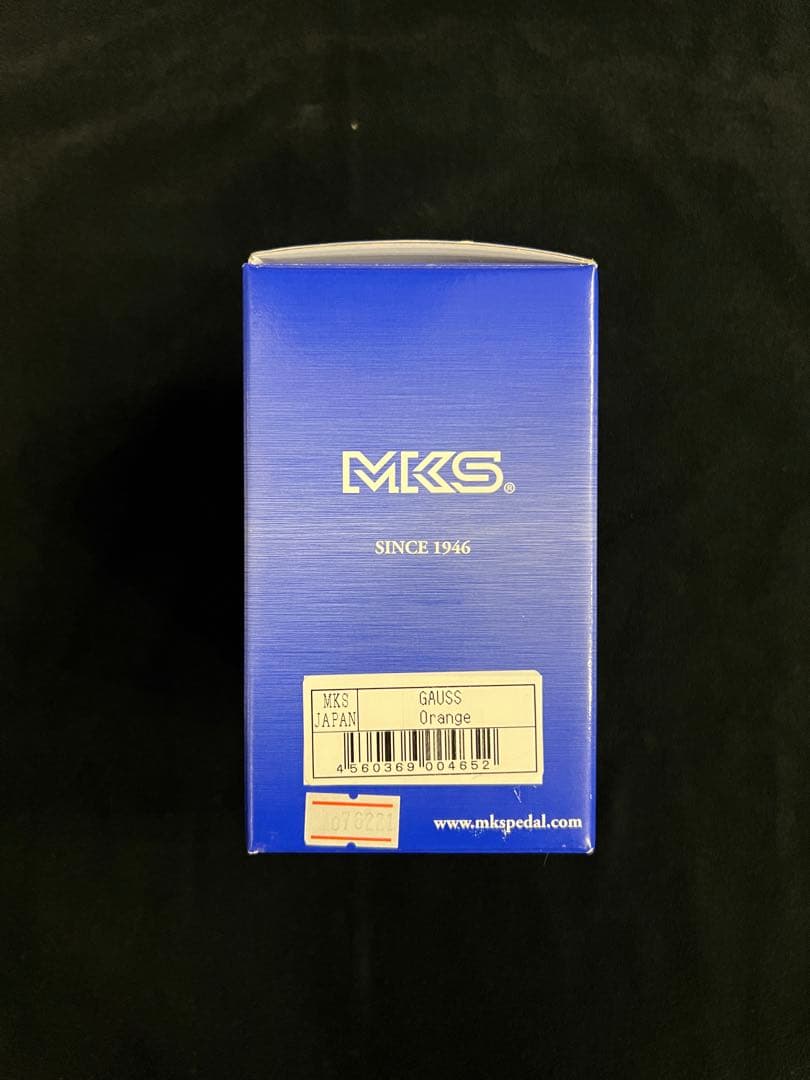 MKS®
SINCE 1946
MKS
JAPAN
GAUSS
Orange
4 560369 004652
www.mkspedal.com